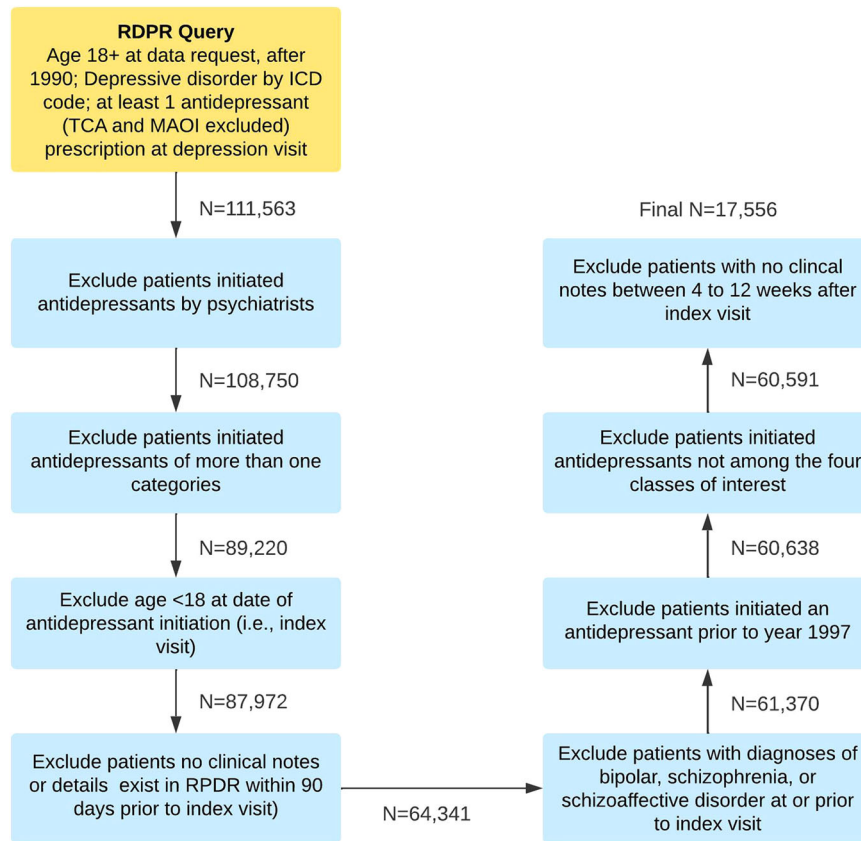 RDPR Query
Age 18+ at data request, after
1990; Depressive disorder by ICD
code; at least 1 antidepressant
(TCA and MAOI excluded)
prescription at depression visit
N=111,563
Exclude patients initiated
antidepressants by psychiatrists
N=108,750
Exclude patients initiated
antidepressants of more than one
categories
N=89,220
Exclude age <18 at date of
antidepressant initiation (i.e., index
visit)
N=87,972
Exclude patients no clinical notes
or details exist in RPDR within 90
days prior to index visit)
N=64,341
Exclude patients with diagnoses of
bipolar, schizophrenia, or
schizoaffective disorder at or prior
to index visit
N=61,370
Exclude patients initiated an
antidepressant prior to year 1997
N=60,638
Exclude patients initiated
antidepressants not among the four
classes of interest
N=60,591
Exclude patients with no clincal
notes between 4 to 12 weeks after
index visit
Final N=17,556